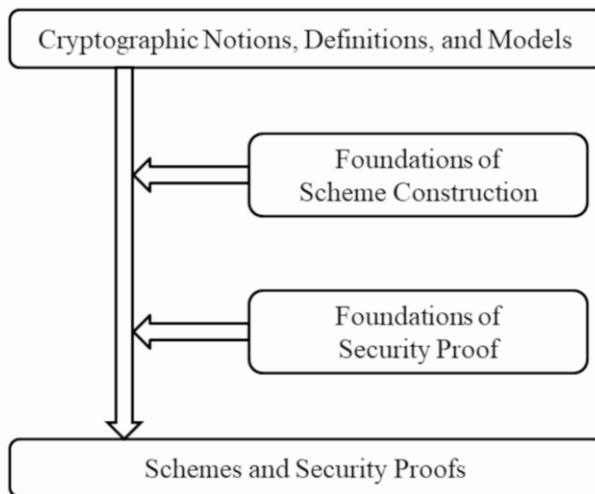 Cryptographic Notions, Definitions, and Models
Foundations of
Scheme Construction
Foundations of
Security Proof
Schemes and Security Proofs